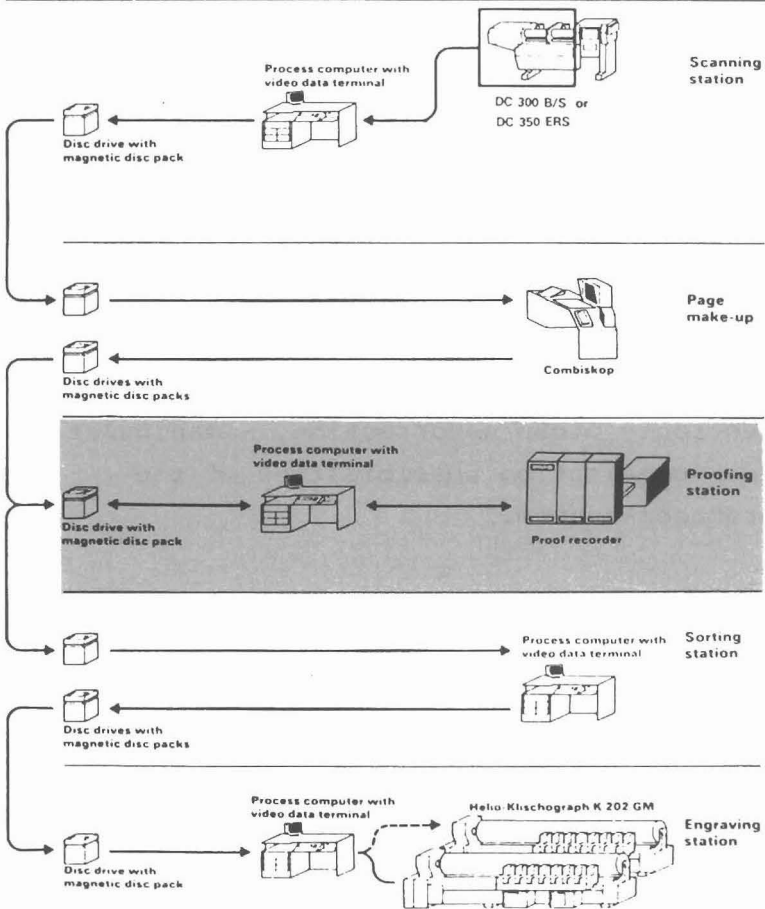 Scanning
station
Process computer with
video data terminal
DC 300 B/S or
DC 350 ERS
Disc drive with
magnetic disc pack
Page
make-up
Combiskop
Disc drives with
magnetic disc packs
Process computer with
video data terminal
Proofing
station
Disc drive with
magnetic disc pack
Proof recorder
Process computer with
video data terminal
Sorting
station
Disc drives with
magnetic disc packs
Process computer with
video data terminal
Helio-Klischograph K 202 GM
Engraving
station
Disc drive with
magnetic disc pack